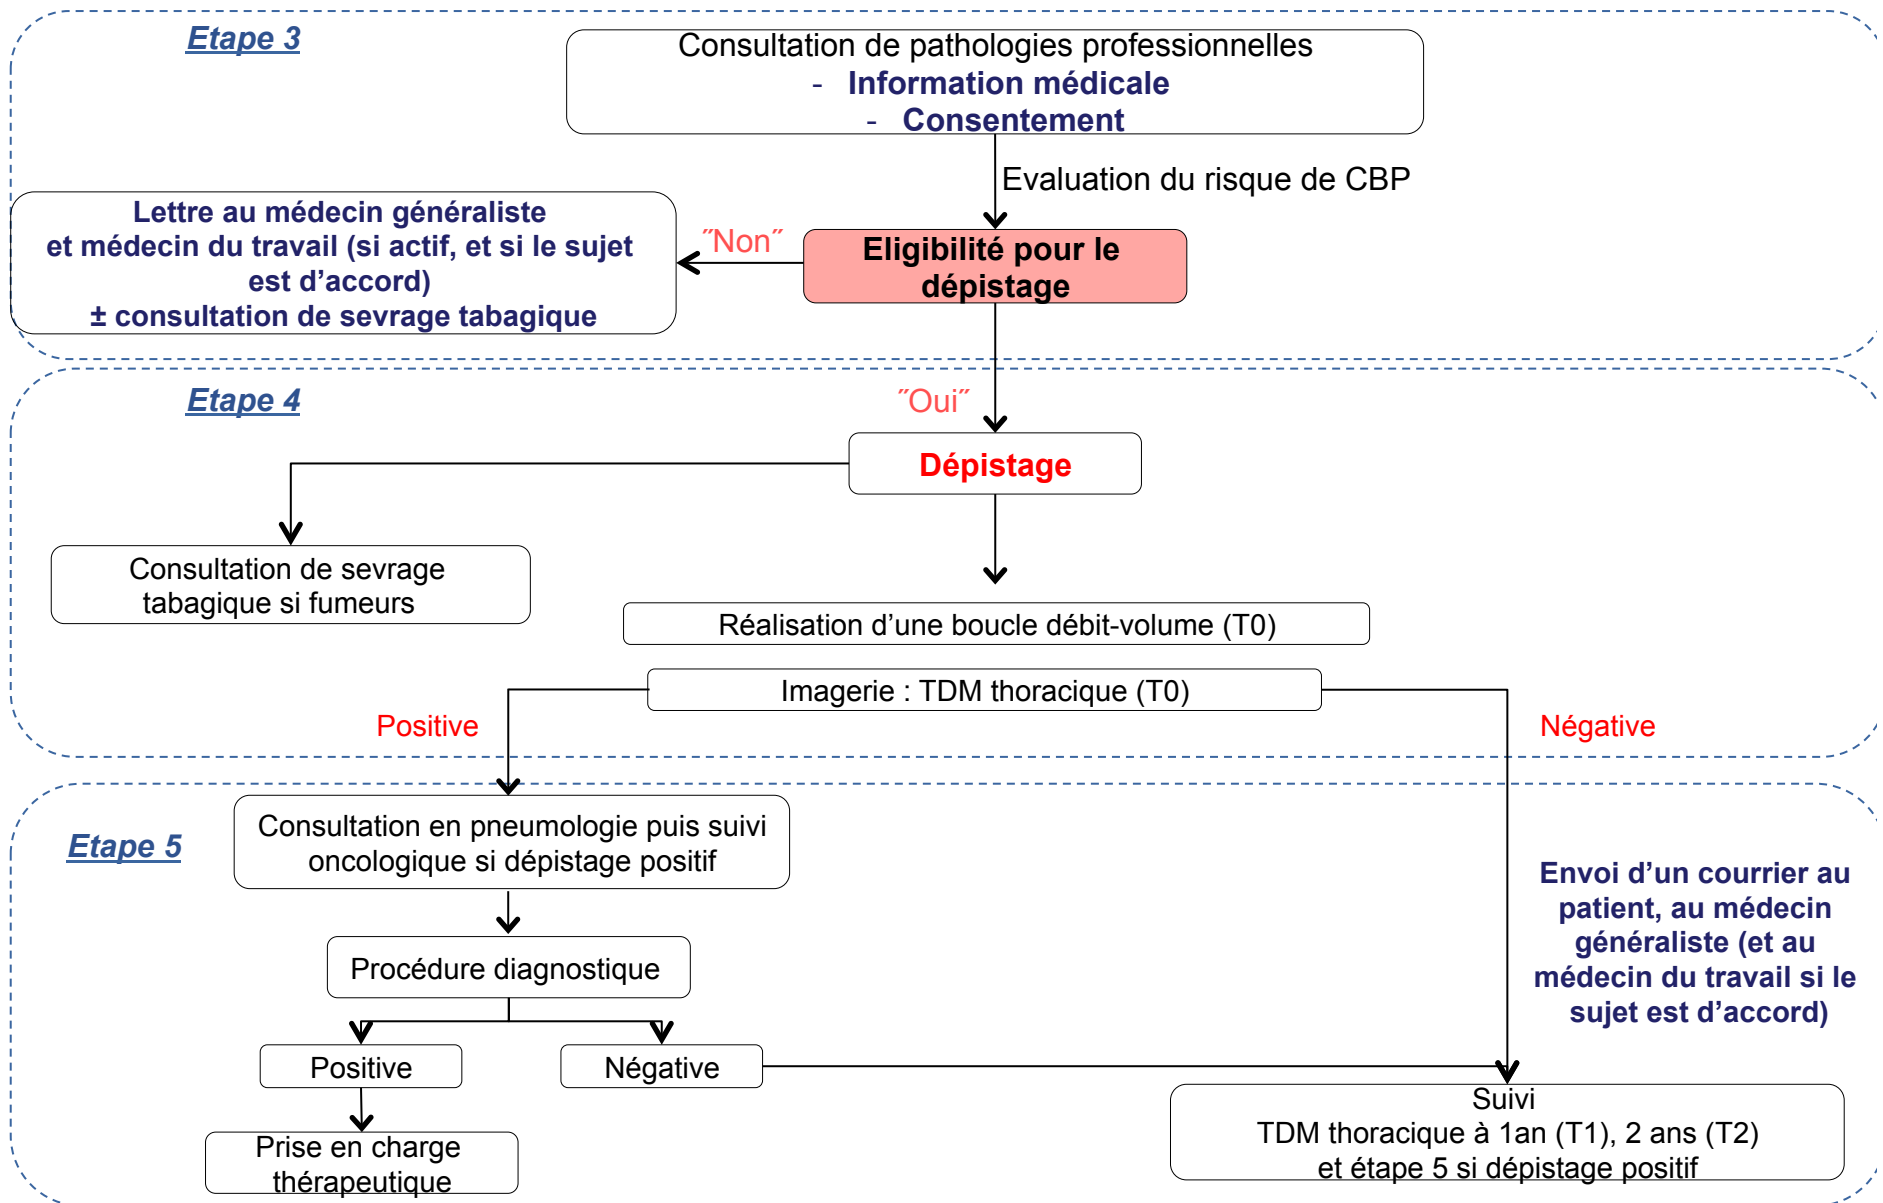 Etape 3
Consultation de pathologies professionnelles
- Information médicale
- Consentement
Evaluation du risque de CBP
Lettre au médecin généraliste
et médecin du travail (si actif, et si le sujet
est d’accord)
± consultation de sevrage tabagique
˝Non˝
Eligibilité pour le
dépistage
Etape 4
˝Oui˝
Dépistage
Consultation de sevrage
tabagique si fumeurs
Réalisation d’une boucle débit-volume (T0)
Imagerie : TDM thoracique (T0)
Positive
Négative
Etape 5
Consultation en pneumologie puis suivi
oncologique si dépistage positif
Envoi d’un courrier au
patient, au médecin
généraliste (et au
médecin du travail si le
sujet est d’accord)
Procédure diagnostique
Positive
Négative
Prise en charge
thérapeutique
Suivi
TDM thoracique à 1an (T1), 2 ans (T2)
et étape 5 si dépistage positif